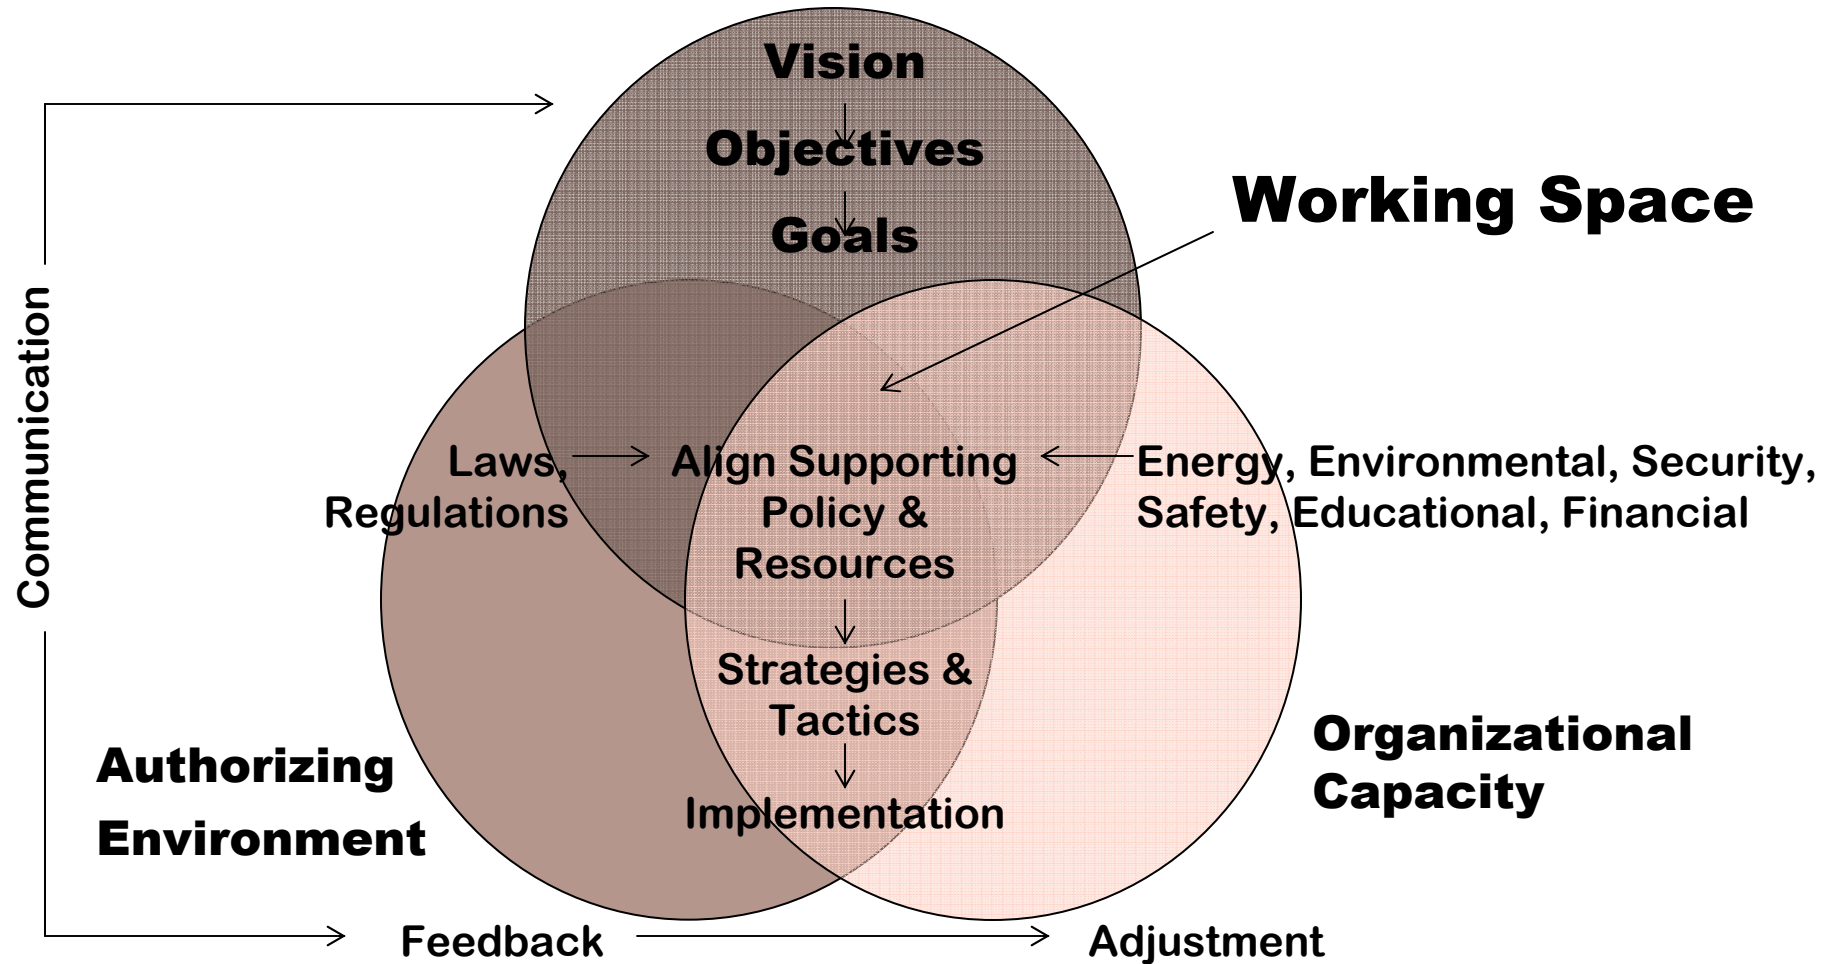 Vision
Objectives
Goals
Working Space
Communication
Laws,
Regulations
Align Supporting
Policy &
Resources
Energy, Environmental, Security,
Safety, Educational, Financial
Strategies &
Tactics
Implementation
Authorizing
Environment
Organizational
Capacity
Feedback
Adjustment